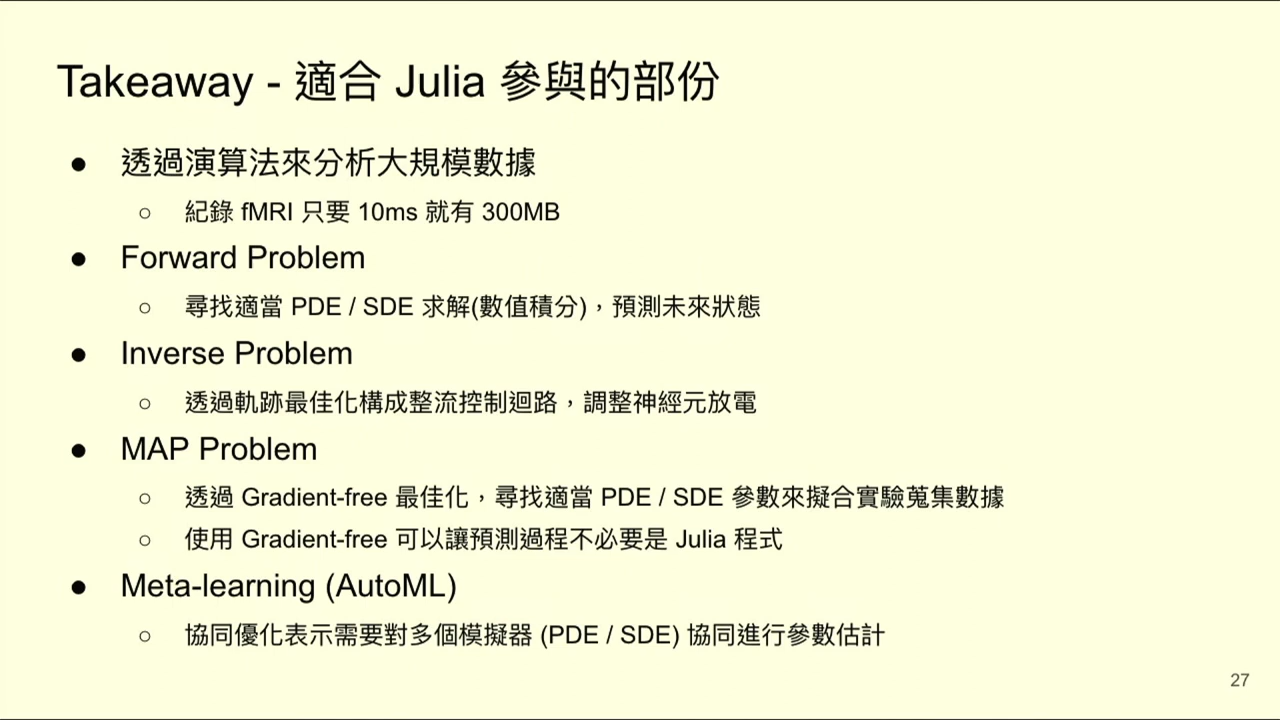 Takeaway - 適合 Julia 參與的部份
● 透過演算法來分析大規模數據
○ 紀錄 fMRI 只要 10ms 就有 300MB
● Forward Problem
○ 尋找適當 PDE / SDE 求解(數值積分)，預測未來狀態
● Inverse Problem
○ 透過軌跡最佳化構成整流控制迴路，調整神經元放電
● MAP Problem
○ 透過 Gradient-free 最佳化，尋找適當 PDE / SDE 參數來擬合實驗蒐集數據
○ 使用 Gradient-free 可以讓預測過程不必要是 Julia 程式
● Meta-learning (AutoML)
○ 協同優化表示需要對多個模擬器 (PDE / SDE) 協同進行參數估計
27